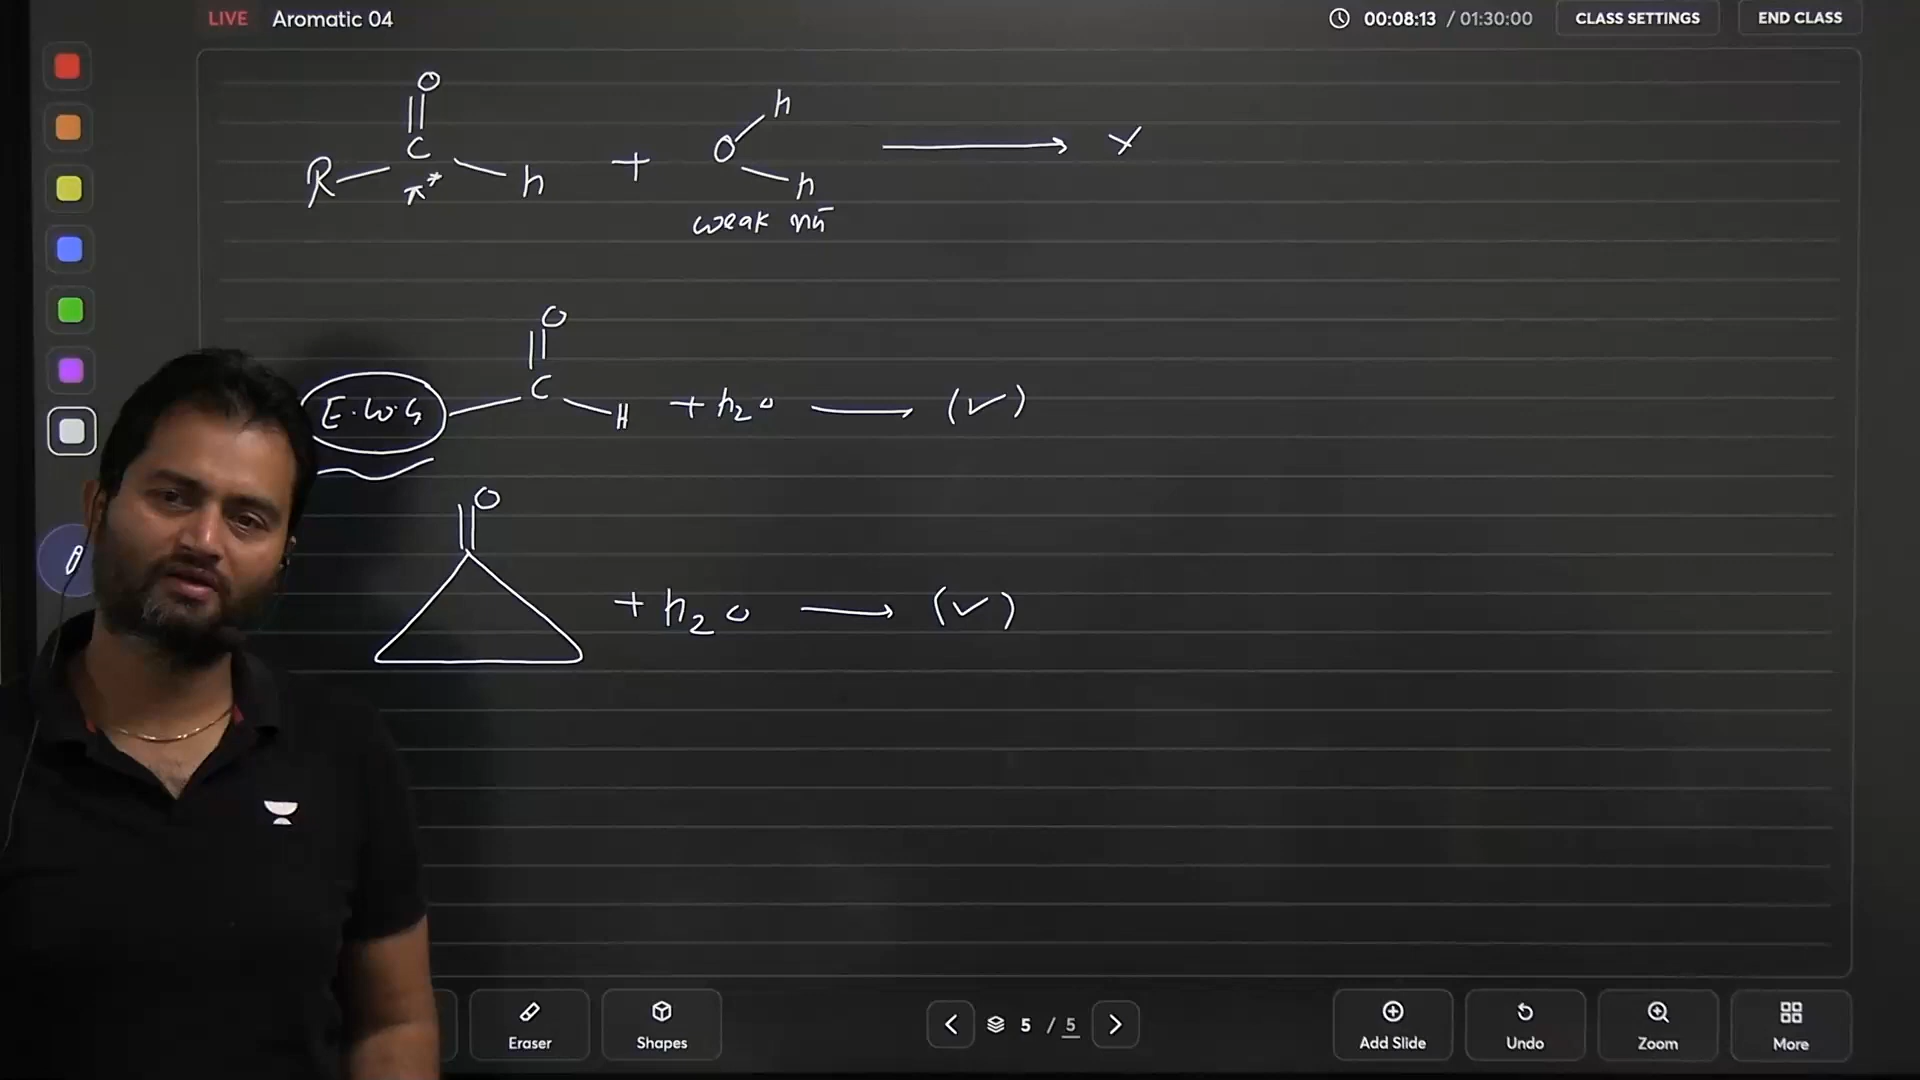 LIVE Aromatic 04 00:08:13 / 01:30:00 CLASS SETTINGS END CLASS
O
h
C O
R + X
π* h h
weak nu⁻
O
C
E.W.G H + h2O (✓)
O
+ h2O (✓)
Eraser Shapes 5 / 5 Add Slide Undo Zoom More